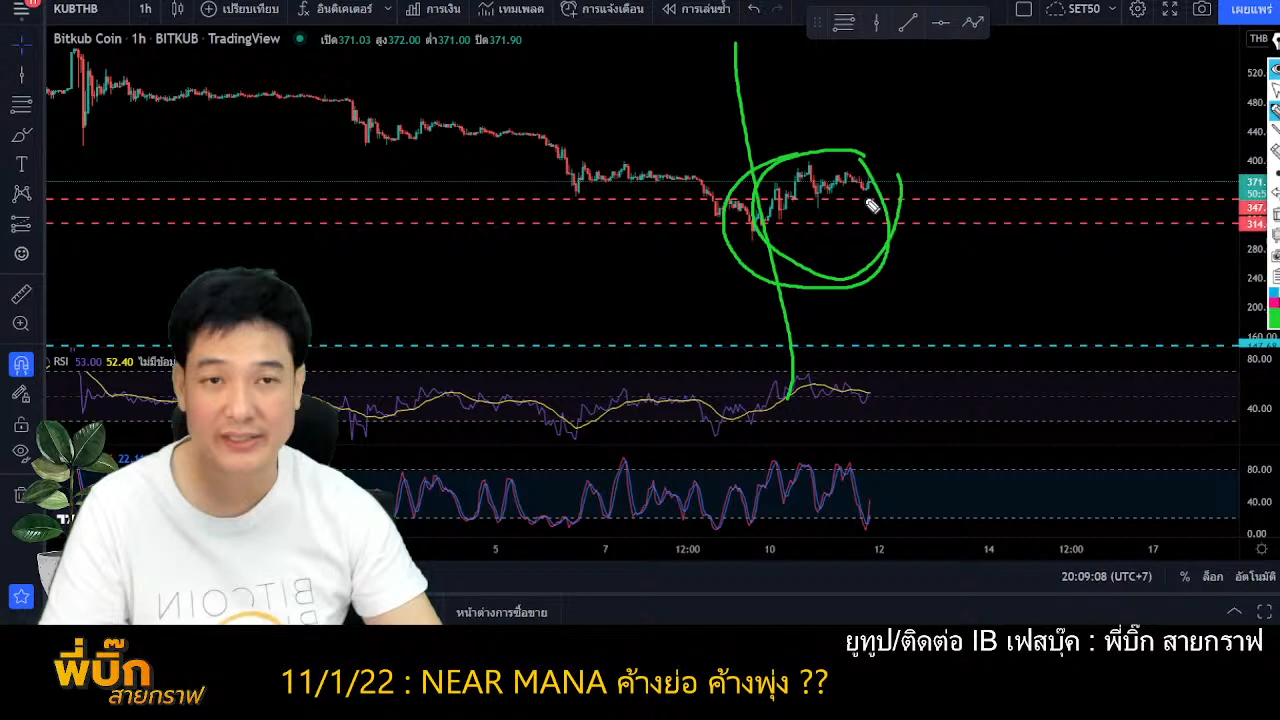 KUBTHB 1h เปรียบเทียบ อินดิเคเตอร์ การเงิน เทมเพลต การแจ้งเตือน การเล่นซ้ำ SET50 เผยแพร่
Bitkub Coin · 1h · BITKUB · TradingView เปิด371.03 สูง372.00 ต่ำ371.00 ปิด371.90
THB
520.
480.
440.
400.
371.
347.
314.
280.
240.
200.
160.00
RSI 53.00 52.40
80.00
40.00
22.1
80.00
40.00
0.00
5 7 12:00 10 12 14 12:00 17
20:09:08 (UTC+7) % ล็อก อัตโนมัติ
หน้าต่างการซื้อขาย
BITCOIN
พี่บิ๊ก
สายกราฟ
ยูทูป/ติดต่อ IB เฟสบุ๊ค : พี่บิ๊ก สายกราฟ
11/1/22 : NEAR MANA ค้างย่อ ค้างพุ่ง ??